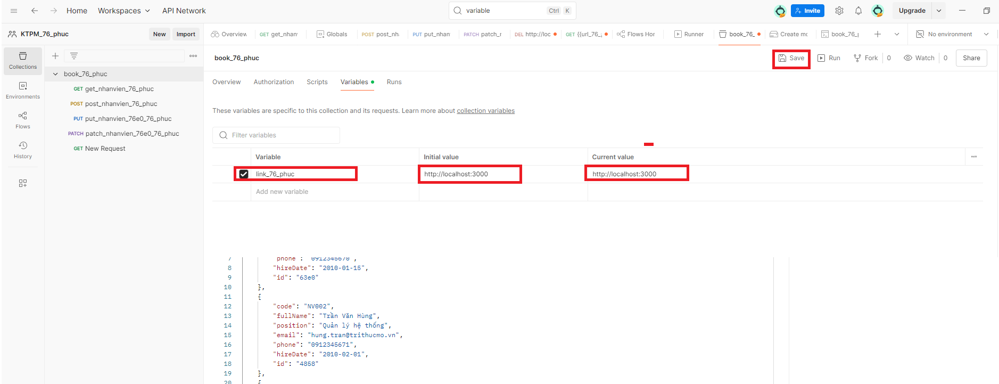 Home Workspaces API Network variable Ctrl K Invite Upgrade
KTPM_76_phuc New Import Overview GET get_nhan Globals POST post_nh PUT put_nhan PATCH patch_r DEL http://loc GET {{url_76_ Flows Hor Runner book_76_ Create mo book_76_ No environment
book_76_phuc Save Run Fork 0 Watch 0 Share
Collections
Environments
Flows
History
book_76_phuc
GET get_nhanvien_76_phuc
POST post_nhanvien_76_phuc
PUT put_nhanvien_76e0_76_phuc
PATCH patch_nhanvien_76e0_76_phuc
GET New Request
Overview Authorization Scripts Variables Runs
These variables are specific to this collection and its requests. Learn more about collection variables
Filter variables
Variable Initial value Current value
link_76_phuc http://localhost:3000 http://localhost:3000
Add new variable
7 phone : 0912345670 ,
8 "hireDate": "2010-01-15",
9 "id": "63e0"
10 },
11 {
12 "code": "NV002",
13 "fullName": "Trần Văn Hùng",
14 "position": "Quản lý hệ thống",
15 "email": "hung.tran@trithucmo.vn",
16 "phone": "0912345671",
17 "hireDate": "2010-02-01",
18 "id": "4858"
19 },
20 {